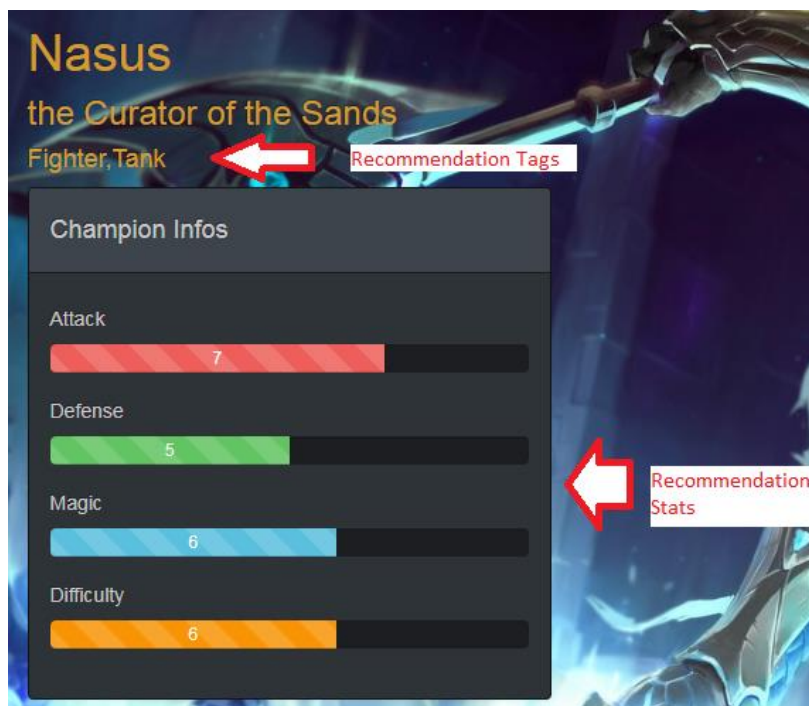 Nasus
the Curator of the Sands
Fighter,Tank
Recommendation Tags
Champion Infos
Attack
7
Defense
5
Recommendation
Stats
Magic
6
Difficulty
6